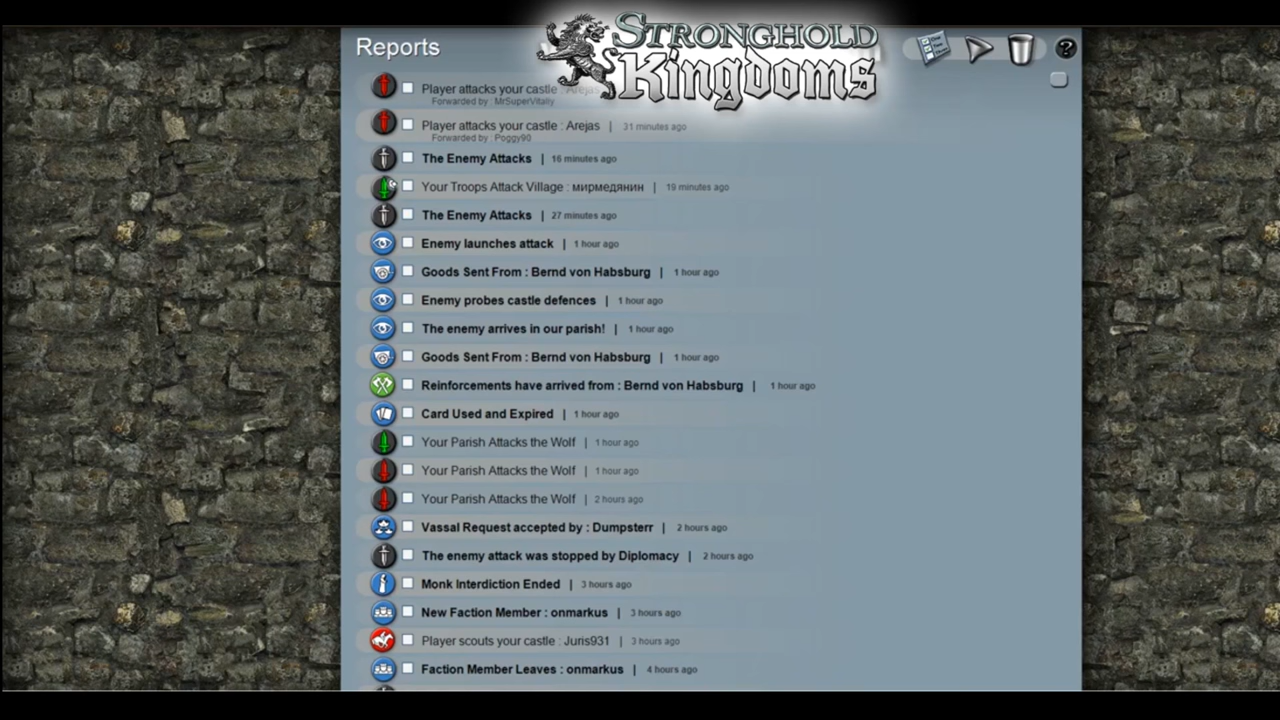 STRONGHOLD
Kingdoms
Reports
?
Player attacks your castle : Arejas
Forwarded by : MrSuperVitaliy
Player attacks your castle : Arejas | 31 minutes ago
Forwarded by : Poggy90
The Enemy Attacks | 16 minutes ago
Your Troops Attack Village : мирмедянин | 19 minutes ago
The Enemy Attacks | 27 minutes ago
Enemy launches attack | 1 hour ago
Goods Sent From : Bernd von Habsburg | 1 hour ago
Enemy probes castle defences | 1 hour ago
The enemy arrives in our parish! | 1 hour ago
Goods Sent From : Bernd von Habsburg | 1 hour ago
Reinforcements have arrived from : Bernd von Habsburg | 1 hour ago
Card Used and Expired | 1 hour ago
Your Parish Attacks the Wolf | 1 hour ago
Your Parish Attacks the Wolf | 1 hour ago
Your Parish Attacks the Wolf | 2 hours ago
Vassal Request accepted by : Dumpsterr | 2 hours ago
The enemy attack was stopped by Diplomacy | 2 hours ago
Monk Interdiction Ended | 3 hours ago
New Faction Member : onmarkus | 3 hours ago
Player scouts your castle : Juris931 | 3 hours ago
Faction Member Leaves : onmarkus | 4 hours ago